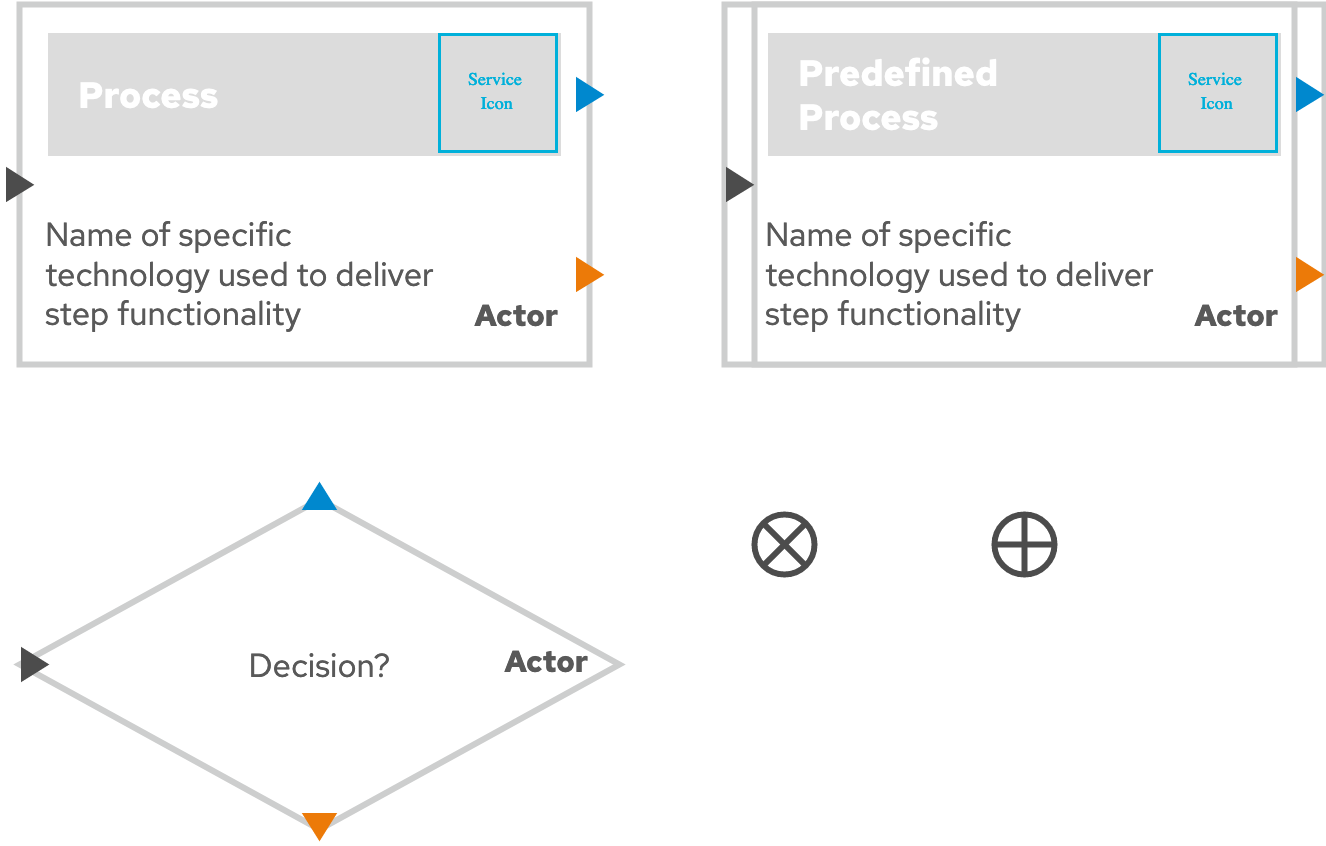 Process
Service
Icon
Name of specific
technology used to deliver
step functionality
Actor
Predefined
Process
Service
Icon
Name of specific
technology used to deliver
step functionality
Actor
Decision?
Actor